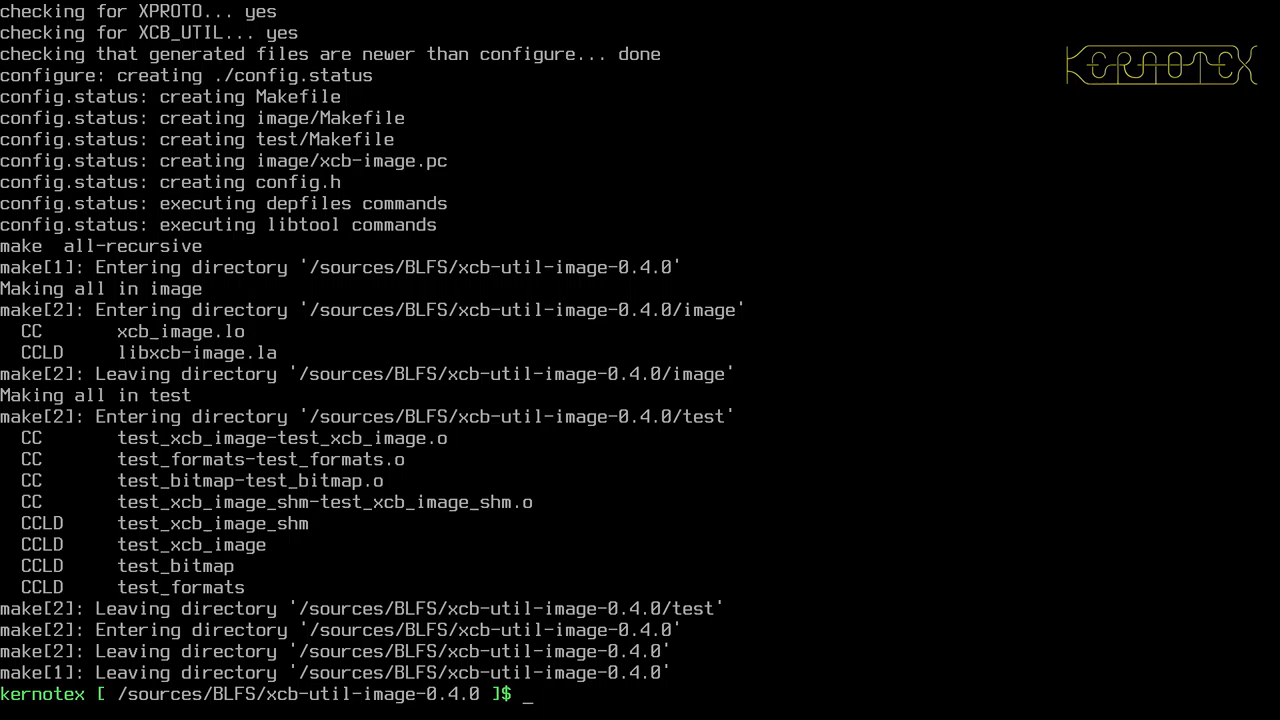 checking for XPROTO... yes
checking for XCB_UTIL... yes
checking that generated files are newer than configure... done
configure: creating ./config.status
config.status: creating Makefile
config.status: creating image/Makefile
config.status: creating test/Makefile
config.status: creating image/xcb-image.pc
config.status: creating config.h
config.status: executing depfiles commands
config.status: executing libtool commands
make  all-recursive
make[1]: Entering directory '/sources/BLFS/xcb-util-image-0.4.0'
Making all in image
make[2]: Entering directory '/sources/BLFS/xcb-util-image-0.4.0/image'
  CC       xcb_image.lo
  CCLD     libxcb-image.la
make[2]: Leaving directory '/sources/BLFS/xcb-util-image-0.4.0/image'
Making all in test
make[2]: Entering directory '/sources/BLFS/xcb-util-image-0.4.0/test'
  CC       test_xcb_image-test_xcb_image.o
  CC       test_formats-test_formats.o
  CC       test_bitmap-test_bitmap.o
  CC       test_xcb_image_shm-test_xcb_image_shm.o
  CCLD     test_xcb_image_shm
  CCLD     test_xcb_image
  CCLD     test_bitmap
  CCLD     test_formats
make[2]: Leaving directory '/sources/BLFS/xcb-util-image-0.4.0/test'
make[2]: Entering directory '/sources/BLFS/xcb-util-image-0.4.0'
make[2]: Leaving directory '/sources/BLFS/xcb-util-image-0.4.0'
make[1]: Leaving directory '/sources/BLFS/xcb-util-image-0.4.0'
kernotex [ /sources/BLFS/xcb-util-image-0.4.0 ]$ _
KERNOTEX